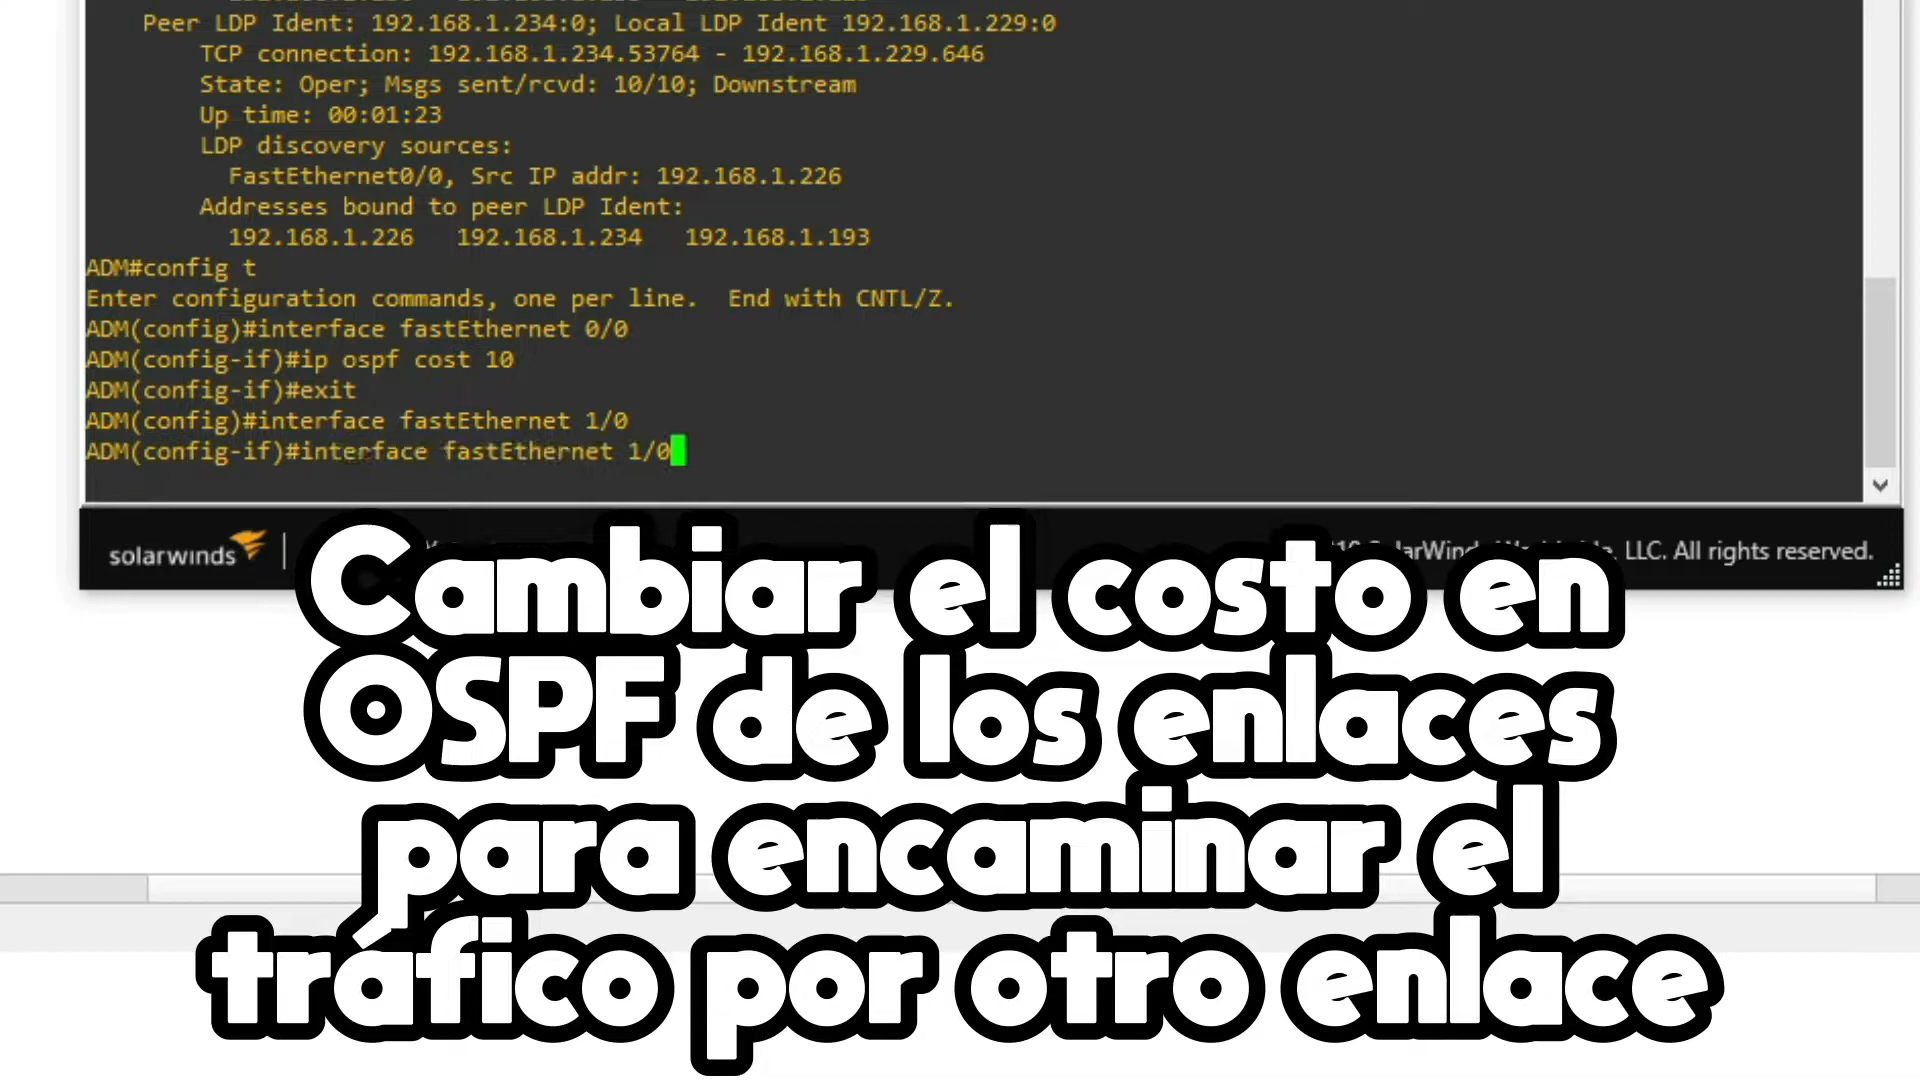 Peer LDP Ident: 192.168.1.234:0; Local LDP Ident 192.168.1.229:0
TCP connection: 192.168.1.234.53764 - 192.168.1.229.646
State: Oper; Msgs sent/rcvd: 10/10; Downstream
Up time: 00:01:23
LDP discovery sources:
FastEthernet0/0, Src IP addr: 192.168.1.226
Addresses bound to peer LDP Ident:
192.168.1.226 192.168.1.234 192.168.1.193
ADM#config t
Enter configuration commands, one per line. End with CNTL/Z.
ADM(config)#interface fastEthernet 0/0
ADM(config-if)#ip ospf cost 10
ADM(config-if)#exit
ADM(config)#interface fastEthernet 1/0
ADM(config-if)#interface fastEthernet 1/0
solarwinds LLC. All rights reserved.
Cambiar el costo en
OSPF de los enlaces
para encaminar el
tráfico por otro enlace